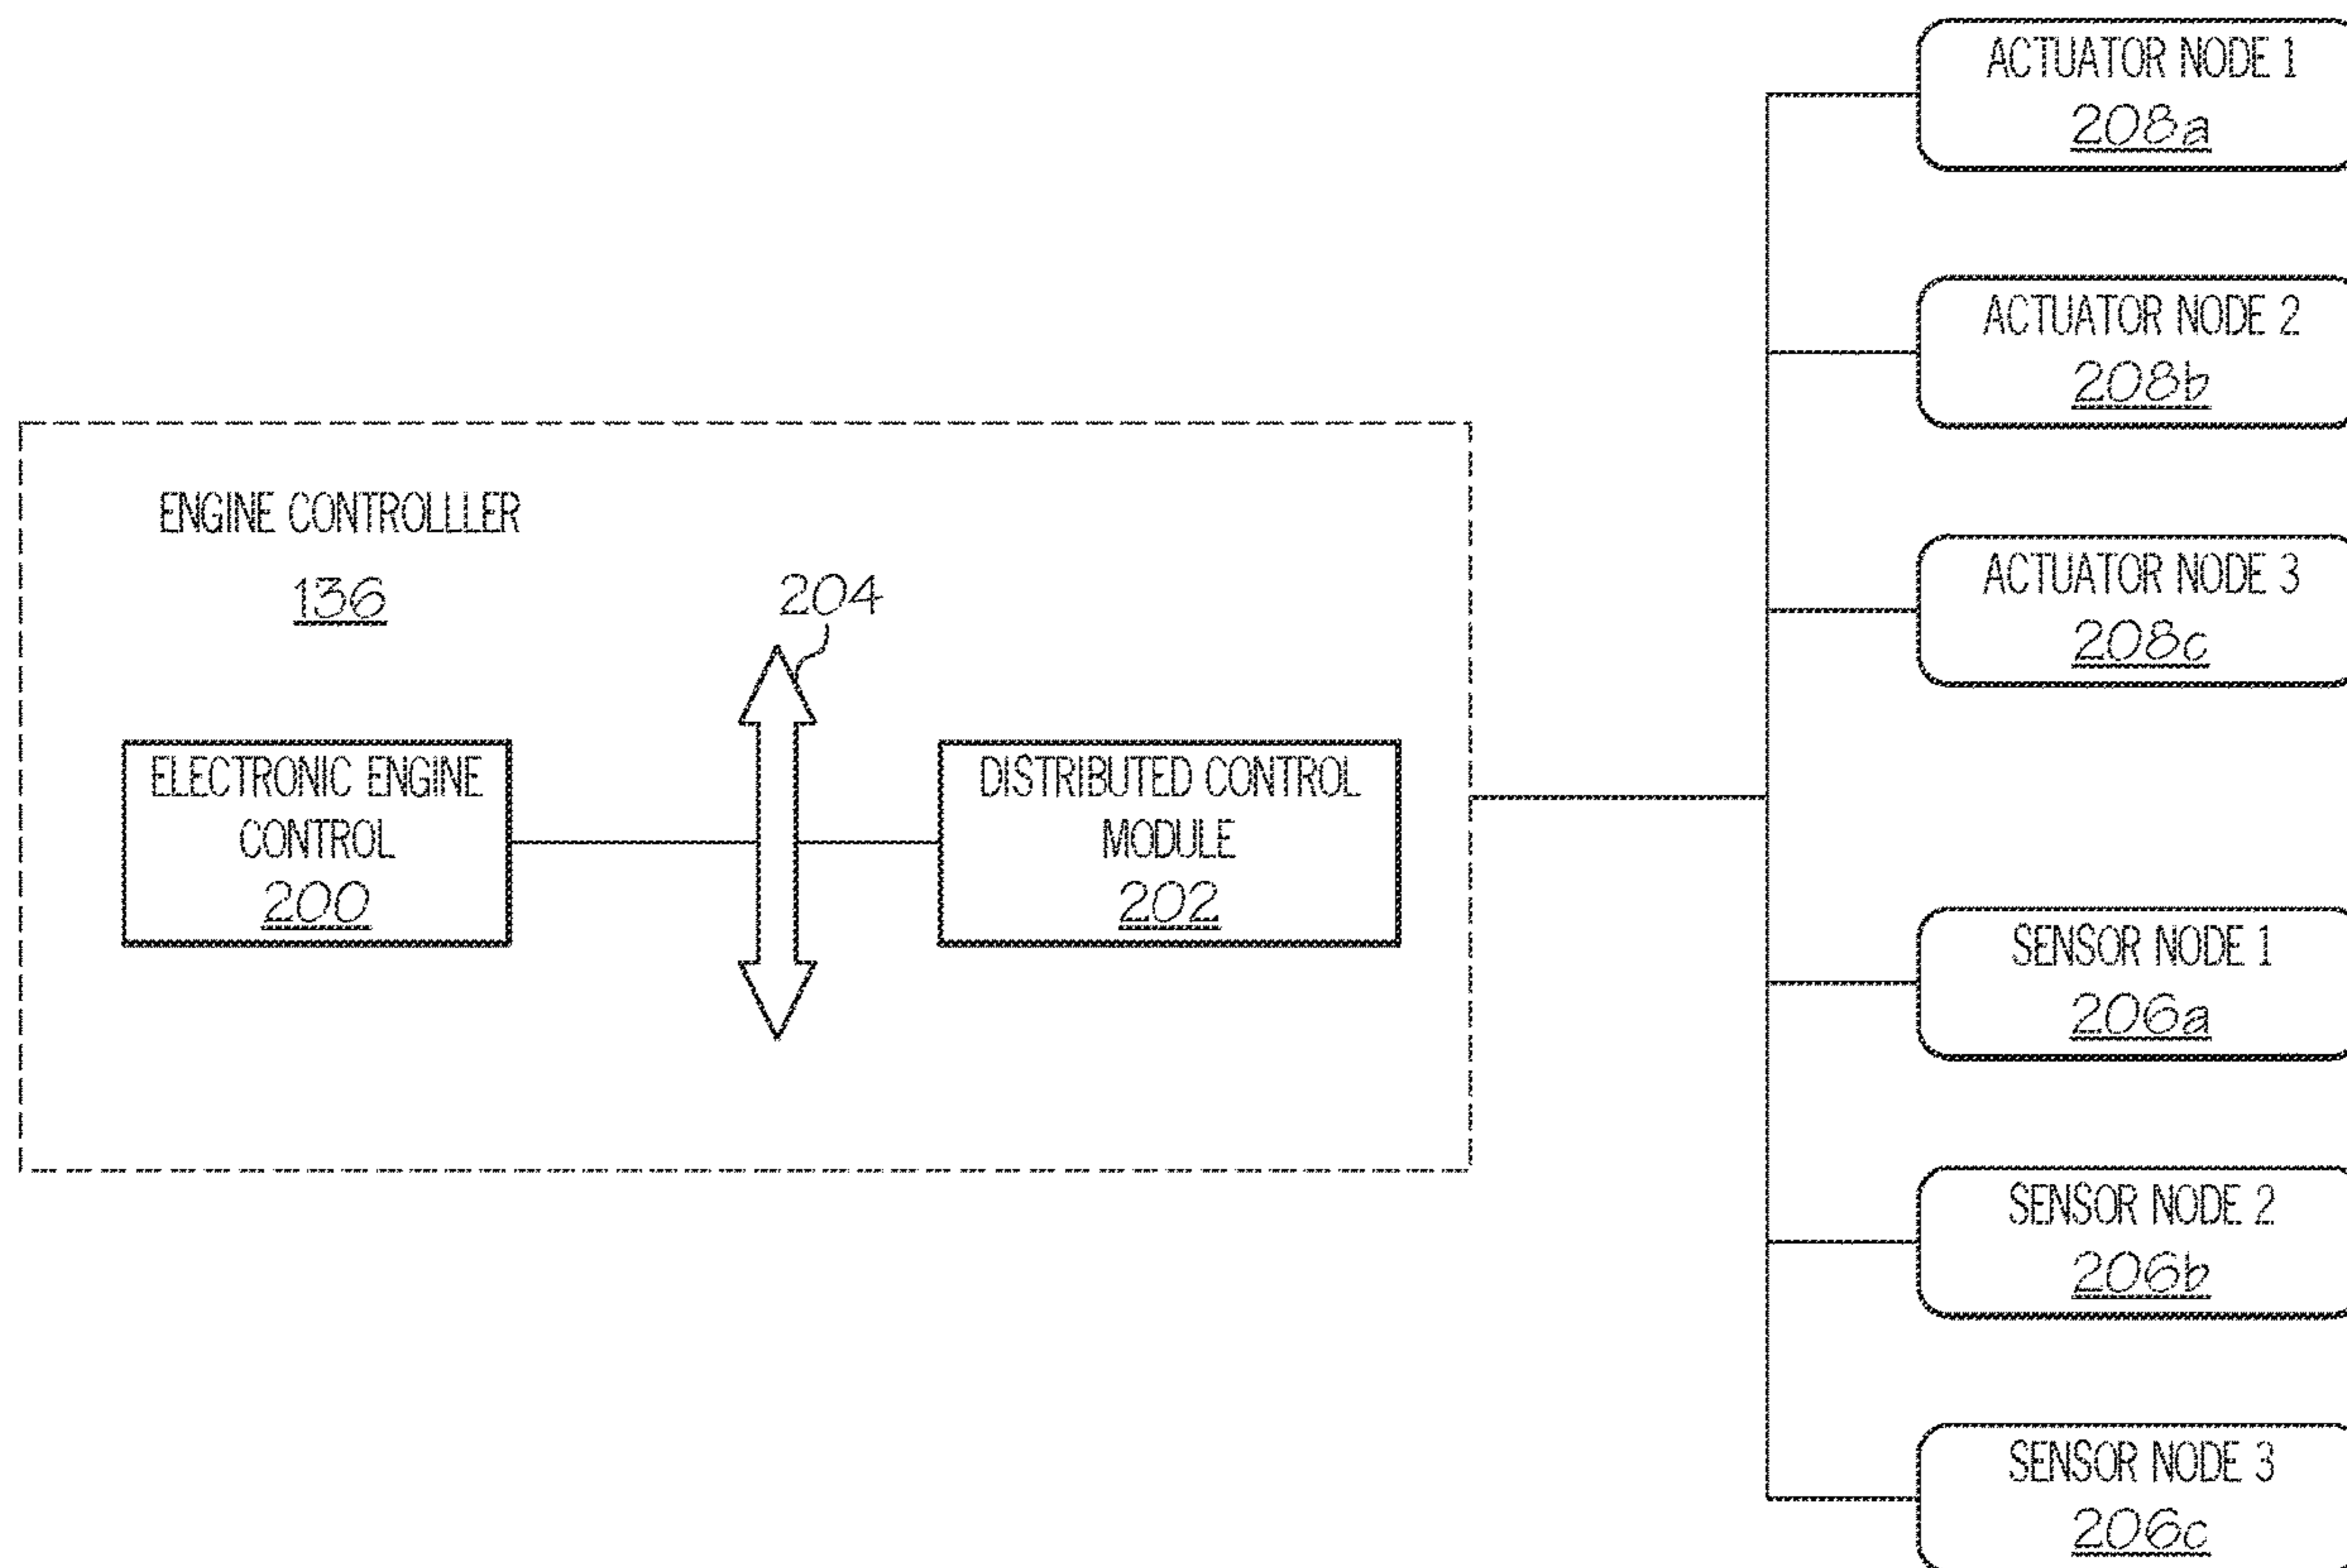 ACTUATOR NODE 1
208a
ACTUATOR NODE 2
208b
ACTUATOR NODE 3
208c
ENGINE CONTROLLLER
136
204
ELECTRONIC ENGINE
CONTROL
200
DISTRIBUTED CONTROL
MODULE
202
SENSOR NODE 1
206a
SENSOR NODE 2
206b
SENSOR NODE 3
206c